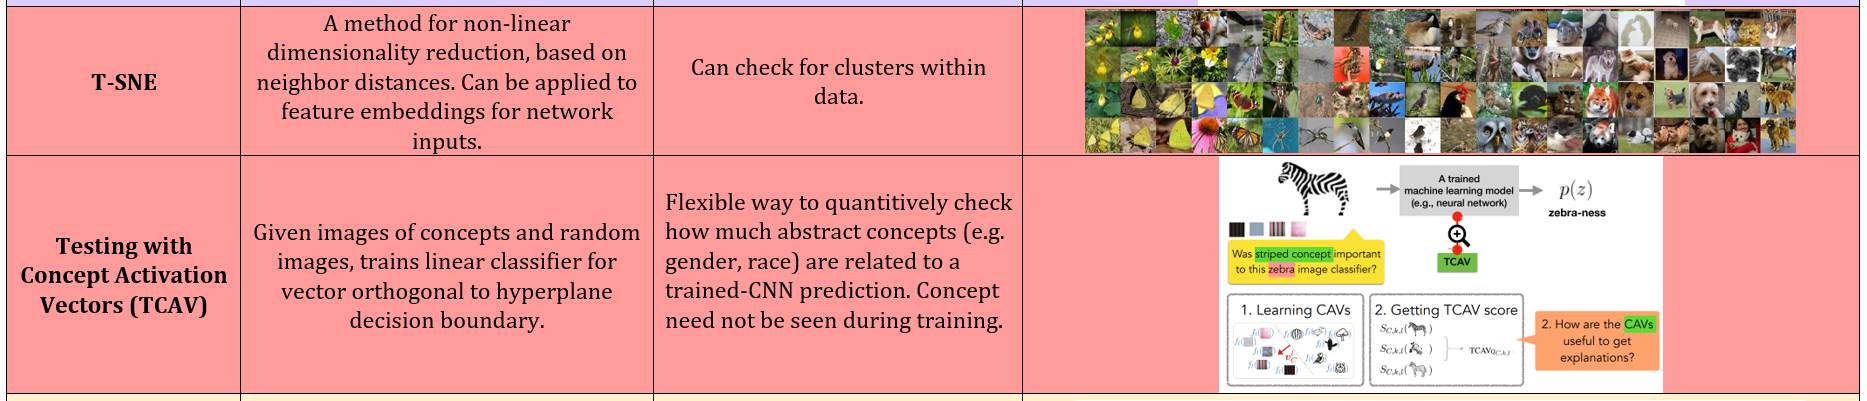 T-SNE
A method for non-linear
dimensionality reduction, based on
neighbor distances. Can be applied to
feature embeddings for network
inputs.
Can check for clusters within
data.
Testing with
Concept Activation
Vectors (TCAV)
Given images of concepts and random
images, trains linear classifier for
vector orthogonal to hyperplane
decision boundary.
Flexible way to quantitively check
how much abstract concepts (e.g.
gender, race) are related to a
trained-CNN prediction. Concept
need not be seen during training.
A trained
machine learning model
(e.g., neural network)
p(z)
zebra-ness
Was striped concept important
to this zebra image classifier?
TCAV
1. Learning CAVs
2. Getting TCAV score
S_{C,k,l}( )
S_{C,k,l}( )
S_{C,k,l}( )
2. How are the CAVs
useful to get
explanations?